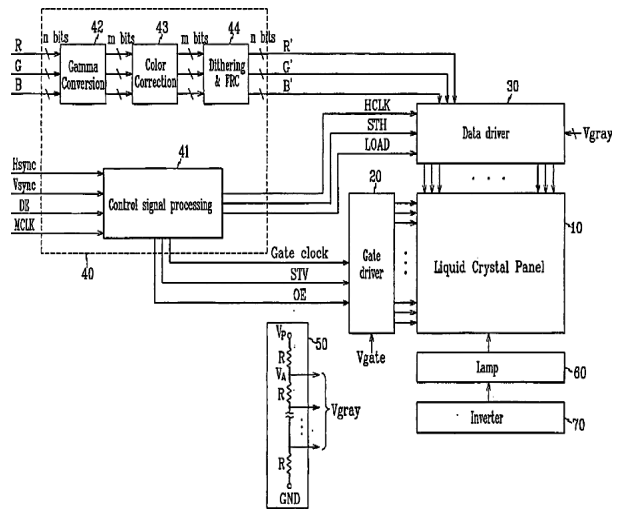 n bits 42 m bits 43 m bits 44 n bits
R R'
G Gamma Conversion Color Correction Dithering & FRC G'
B B'
30
HCLK
STH
LOAD
Data driver
Vgray
Hsync
Vsync
DE
MCLK
41
Control signal processing
40
20
10
Gate clock
STV
OE
Gate driver
Liquid Crystal Panel
Vgate
VP
50
R
VA
R
Vgray
R
GND
Lamp
60
Inverter
70